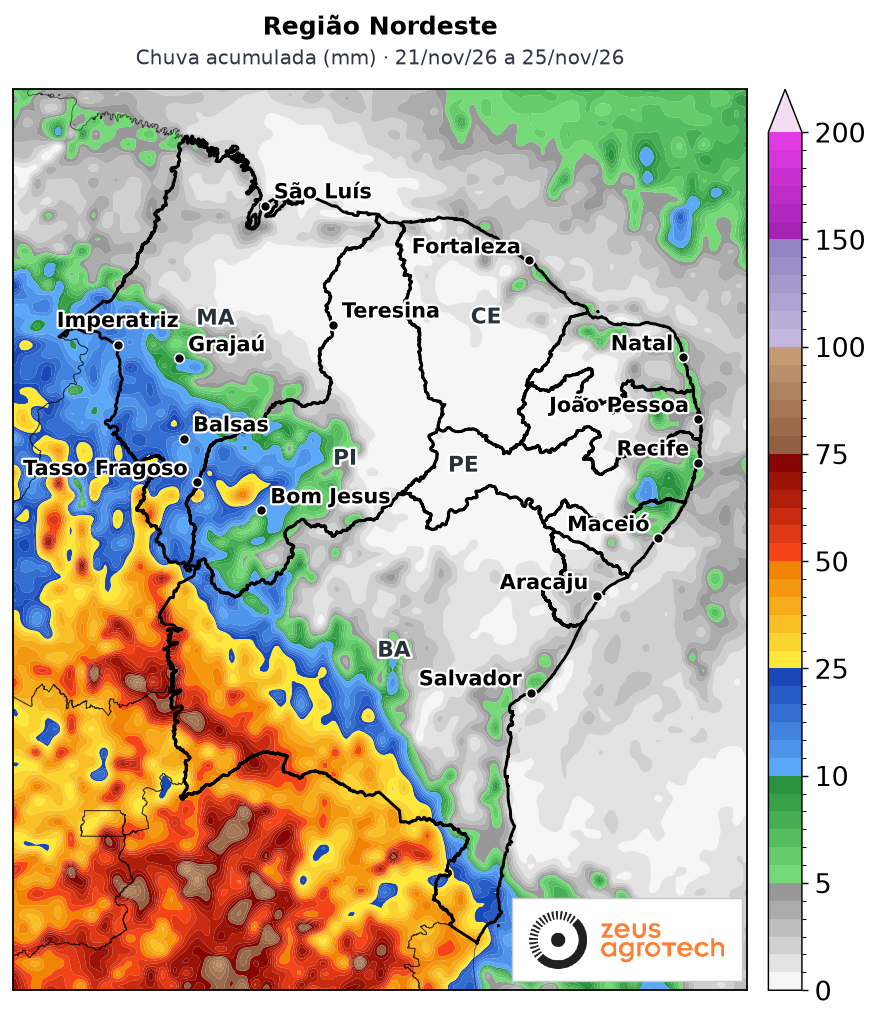 Região Nordeste
Chuva acumulada (mm) · 21/nov/26 a 25/nov/26
São Luís
Fortaleza
Teresina
CE
Imperatriz
MA
Grajaú
Natal
João Pessoa
Balsas
Recife
Tasso Fragoso
PI
PE
Bom Jesus
Maceió
Aracaju
BA
Salvador
200
150
100
75
50
25
10
5
0
zeus
agrotech